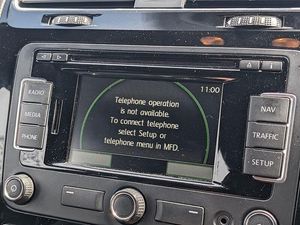 11:00
RADIO
MEDIA
PHONE
Telephone operation
is not available.
To connect telephone
select Setup or
telephone menu in MFD.
NAV
TRAFFIC
SETUP